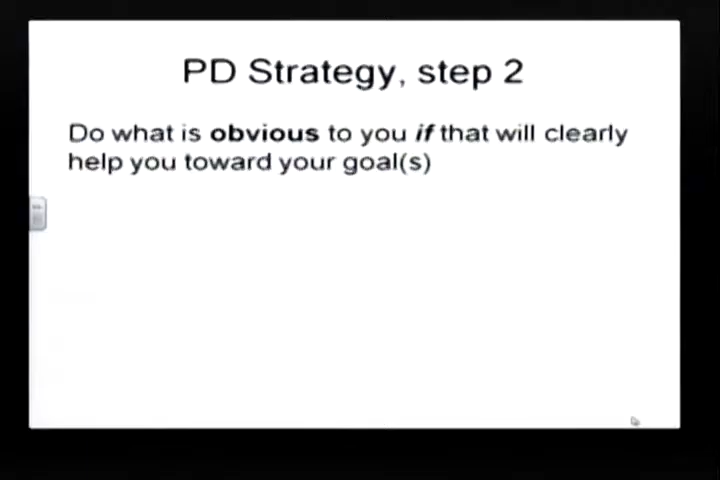 PD Strategy, step 2
Do what is obvious to you if that will clearly
help you toward your goal(s)